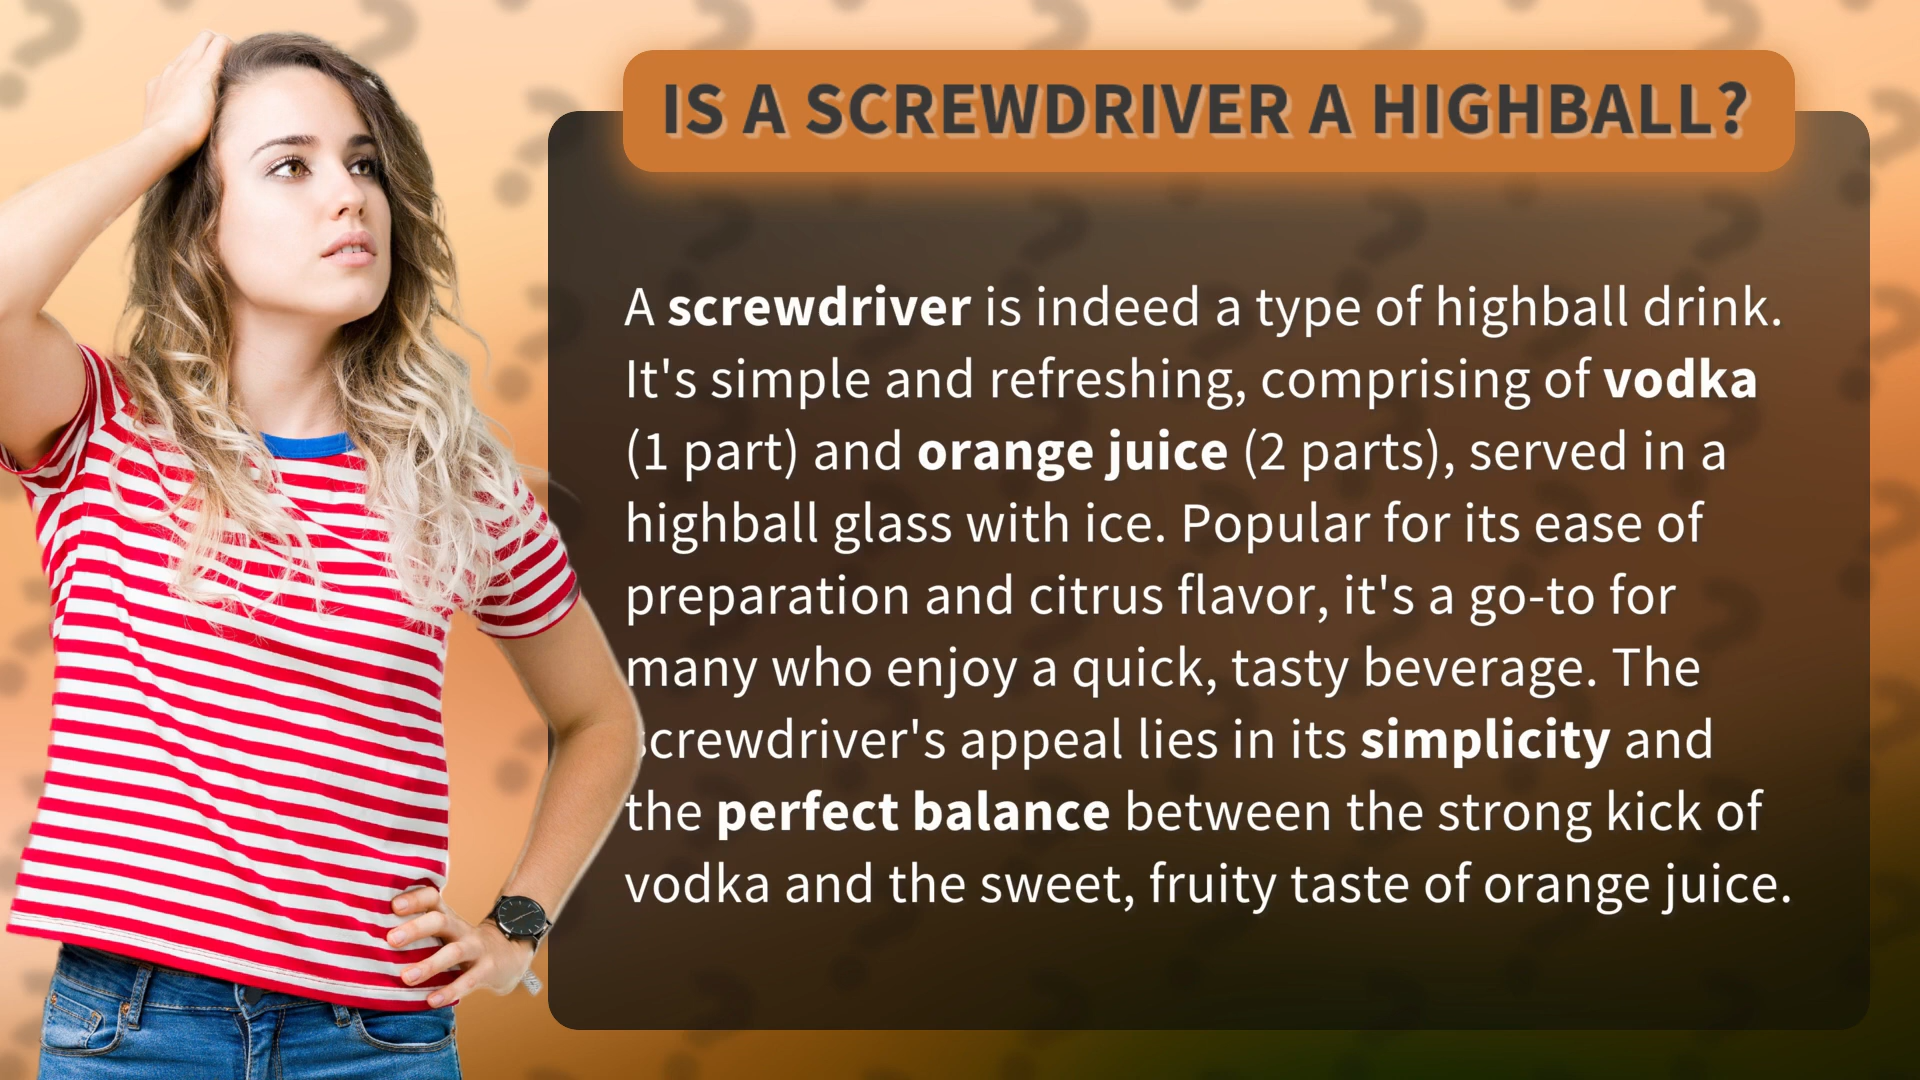 IS A SCREWDRIVER A HIGHBALL?
A screwdriver is indeed a type of highball drink.
It's simple and refreshing, comprising of vodka
(1 part) and orange juice (2 parts), served in a
highball glass with ice. Popular for its ease of
preparation and citrus flavor, it's a go-to for
many who enjoy a quick, tasty beverage. The
screwdriver's appeal lies in its simplicity and
the perfect balance between the strong kick of
vodka and the sweet, fruity taste of orange juice.